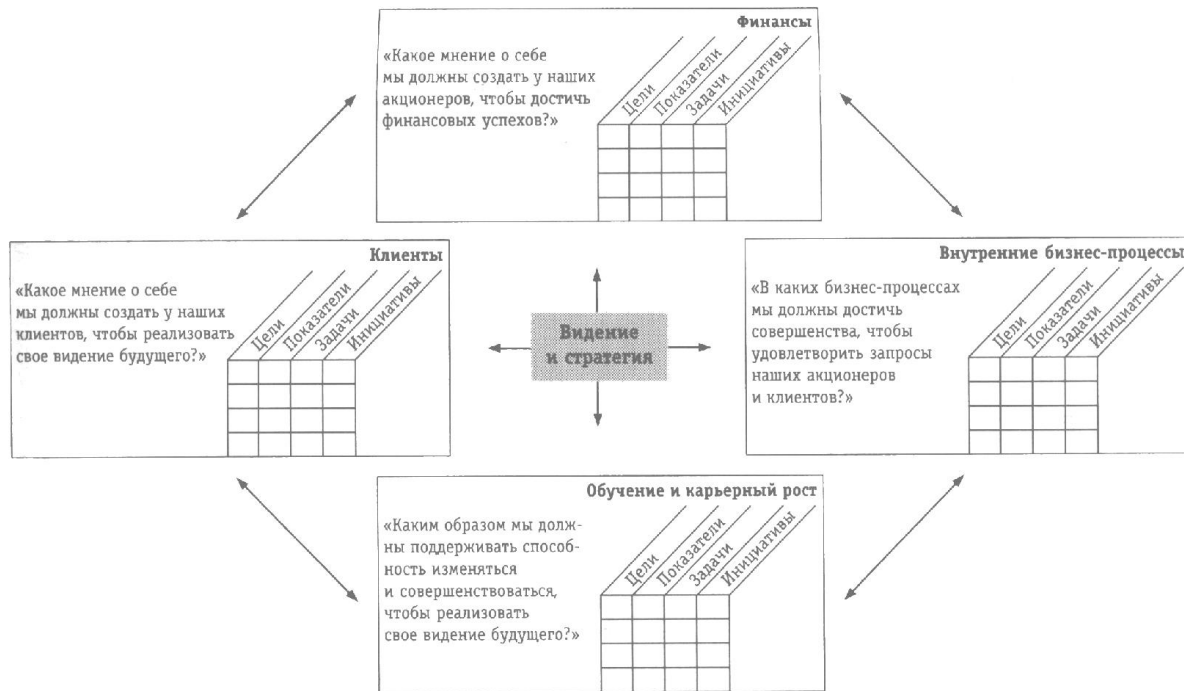 Финансы
«Какое мнение о себе
мы должны создать у наших
акционеров, чтобы достичь
финансовых успехов?»
Цели
Показатели
Задачи
Инициативы
Клиенты
«Какое мнение о себе
мы должны создать у наших
клиентов, чтобы реализовать
свое видение будущего?»
Цели
Показатели
Задачи
Инициативы
Видение
и стратегия
Внутренние бизнес-процессы
«В каких бизнес-процессах
мы должны достичь
совершенства, чтобы
удовлетворить запросы
наших акционеров
и клиентов?»
Цели
Показатели
Задачи
Инициативы
Обучение и карьерный рост
«Каким образом мы долж-
ны поддерживать способ-
ность изменяться
и совершенствоваться,
чтобы реализовать
свое видение будущего?»
Цели
Показатели
Задачи
Инициативы